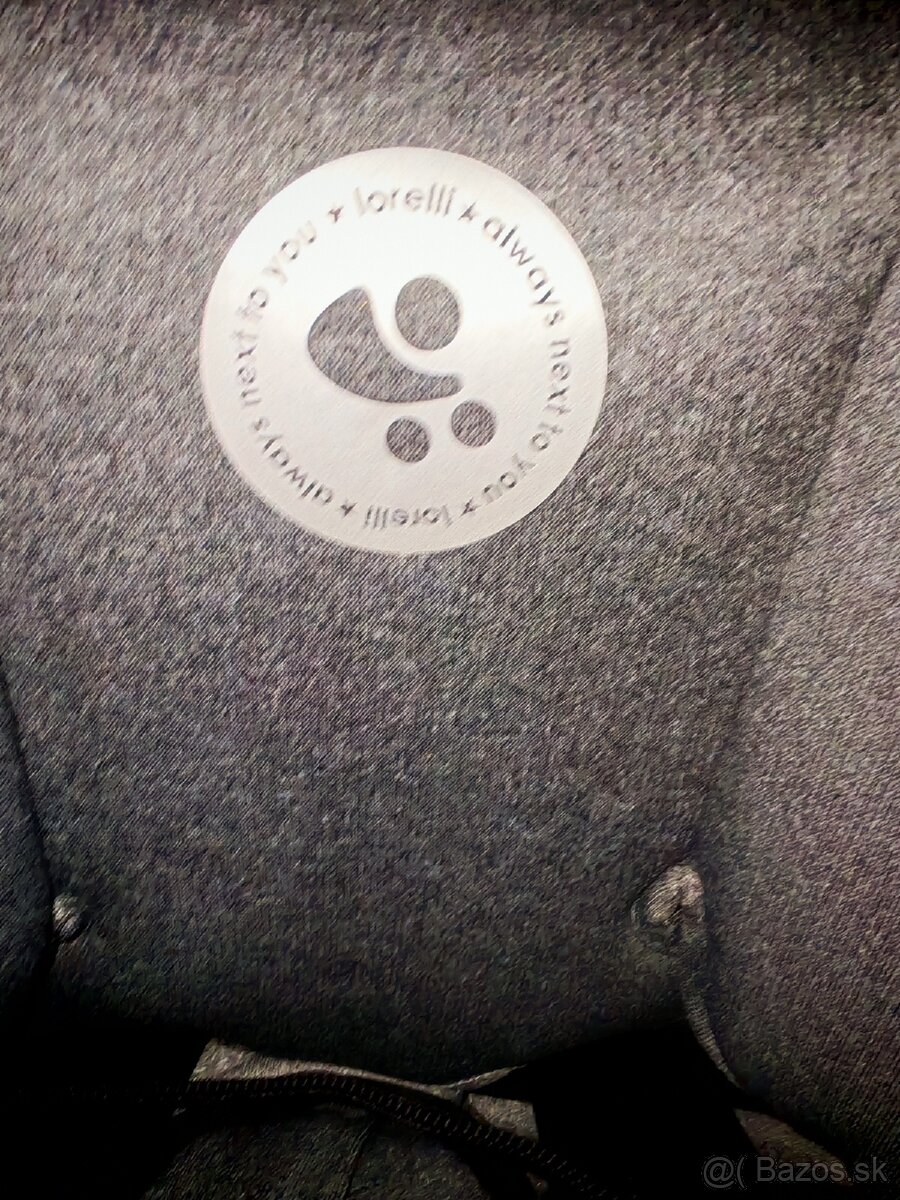 lorelli ★ always next to you ★ lorelli ★ always next to you ★
@( Bazos.sk